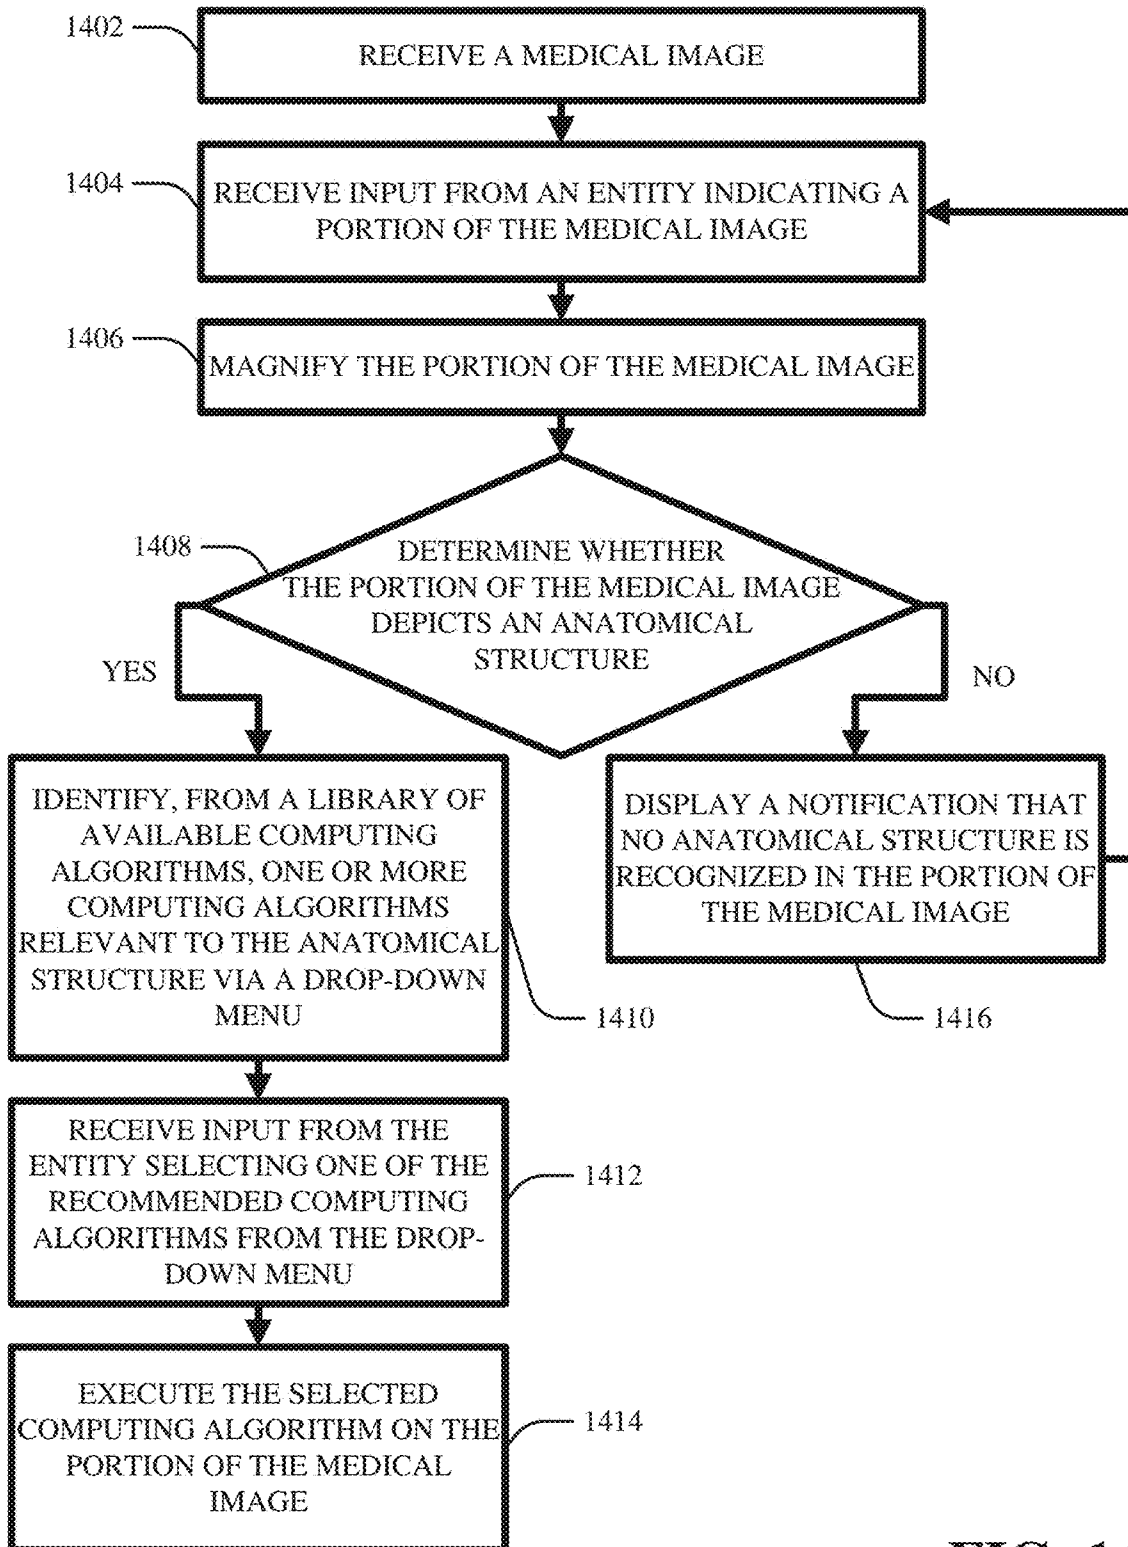 1402
RECEIVE A MEDICAL IMAGE
1404
RECEIVE INPUT FROM AN ENTITY INDICATING A
PORTION OF THE MEDICAL IMAGE
1406
MAGNIFY THE PORTION OF THE MEDICAL IMAGE
1408
DETERMINE WHETHER
THE PORTION OF THE MEDICAL IMAGE
DEPICTS AN ANATOMICAL
STRUCTURE
YES
NO
IDENTIFY, FROM A LIBRARY OF
AVAILABLE COMPUTING
ALGORITHMS, ONE OR MORE
COMPUTING ALGORITHMS
RELEVANT TO THE ANATOMICAL
STRUCTURE VIA A DROP-DOWN
MENU
1410
DISPLAY A NOTIFICATION THAT
NO ANATOMICAL STRUCTURE IS
RECOGNIZED IN THE PORTION OF
THE MEDICAL IMAGE
1416
RECEIVE INPUT FROM THE
ENTITY SELECTING ONE OF THE
RECOMMENDED COMPUTING
ALGORITHMS FROM THE DROP-
DOWN MENU
1412
EXECUTE THE SELECTED
COMPUTING ALGORITHM ON THE
PORTION OF THE MEDICAL
IMAGE
1414